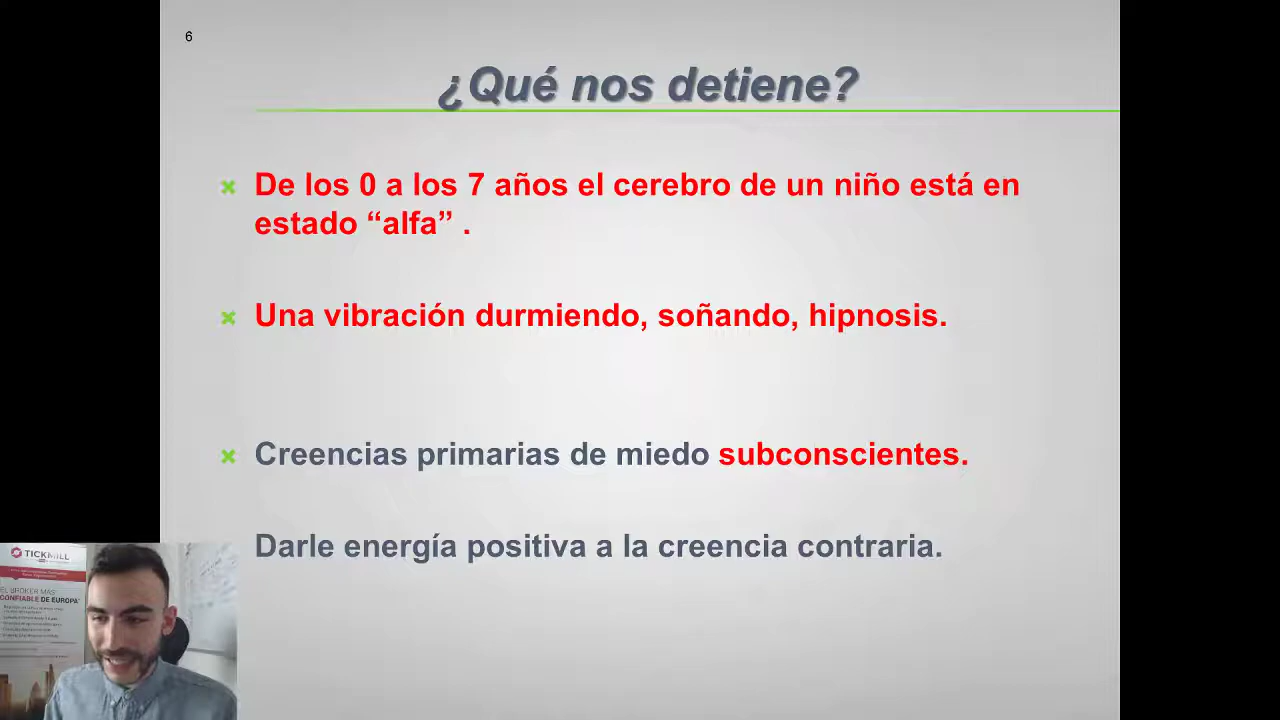 6
¿Qué nos detiene?
De los 0 a los 7 años el cerebro de un niño está en
estado “alfa” .
Una vibración durmiendo, soñando, hipnosis.
Creencias primarias de miedo subconscientes.
Darle energía positiva a la creencia contraria.
TICKMILL
EL BROKER MÁS
CONFIABLE DE EUROPA*